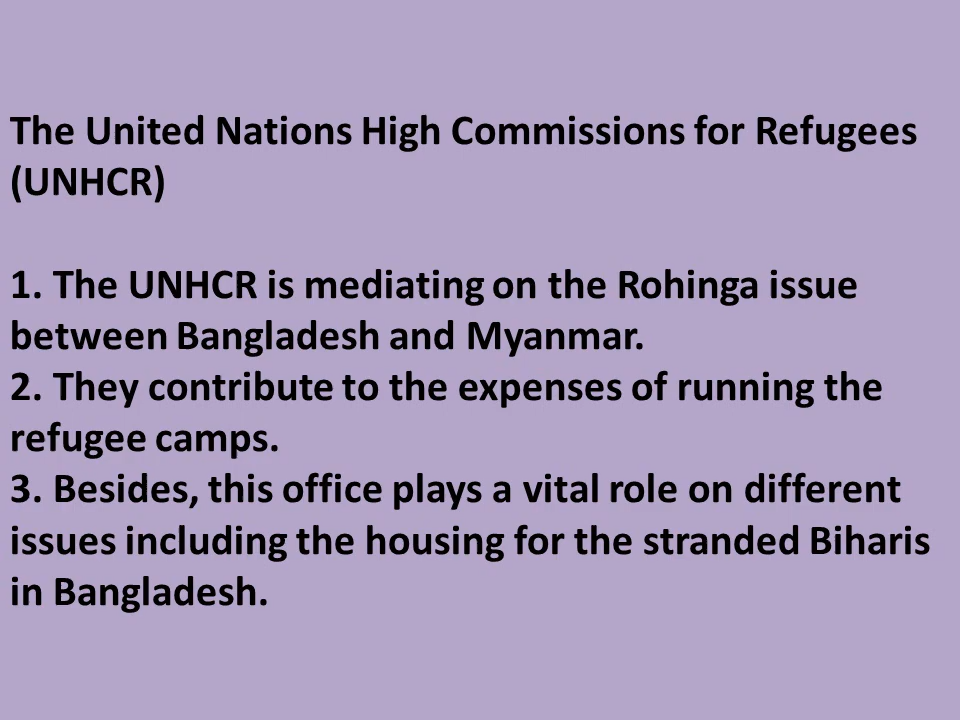 The United Nations High Commissions for Refugees
(UNHCR)
1. The UNHCR is mediating on the Rohinga issue
between Bangladesh and Myanmar.
2. They contribute to the expenses of running the
refugee camps.
3. Besides, this office plays a vital role on different
issues including the housing for the stranded Biharis
in Bangladesh.